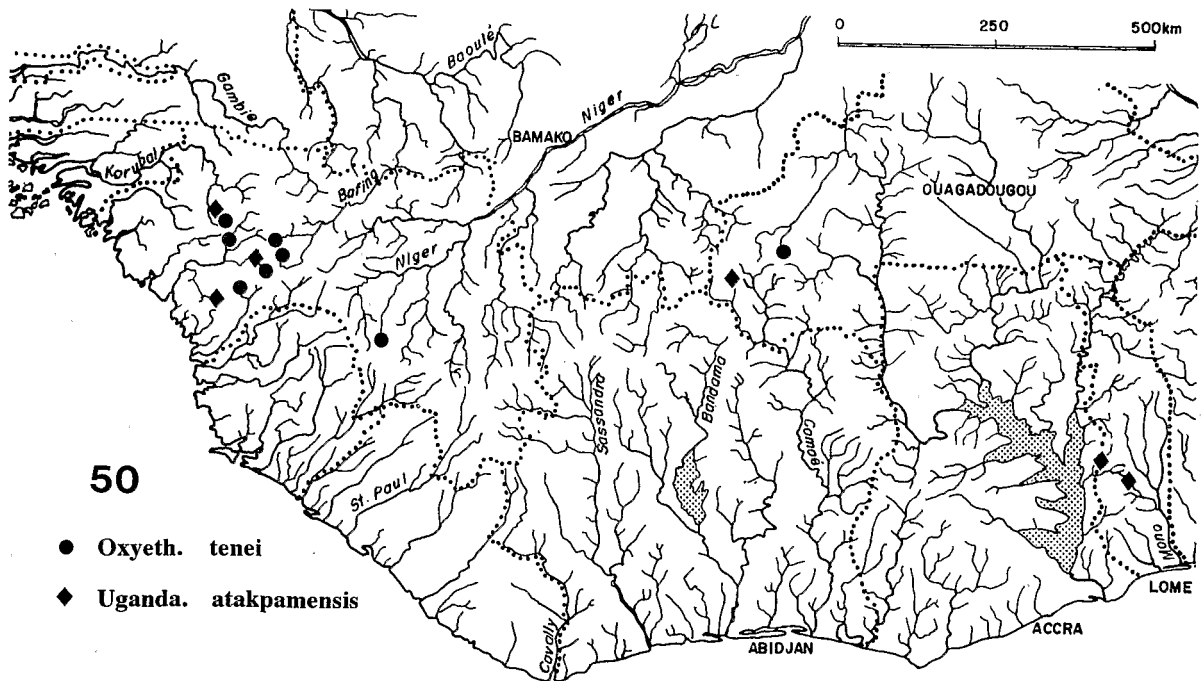 0 250 500km
Baoulé
Gambie
Niger
BAMAKO
Koruбal
Bafing
OUAGADOUGOU
Niger
Sassandra
Bandama
Comoé
50
St. Paul
Mono
Oxyeth. tenei
Uganda. atakpamensis
LOME
ACCRA
ABIDJAN
Cavally